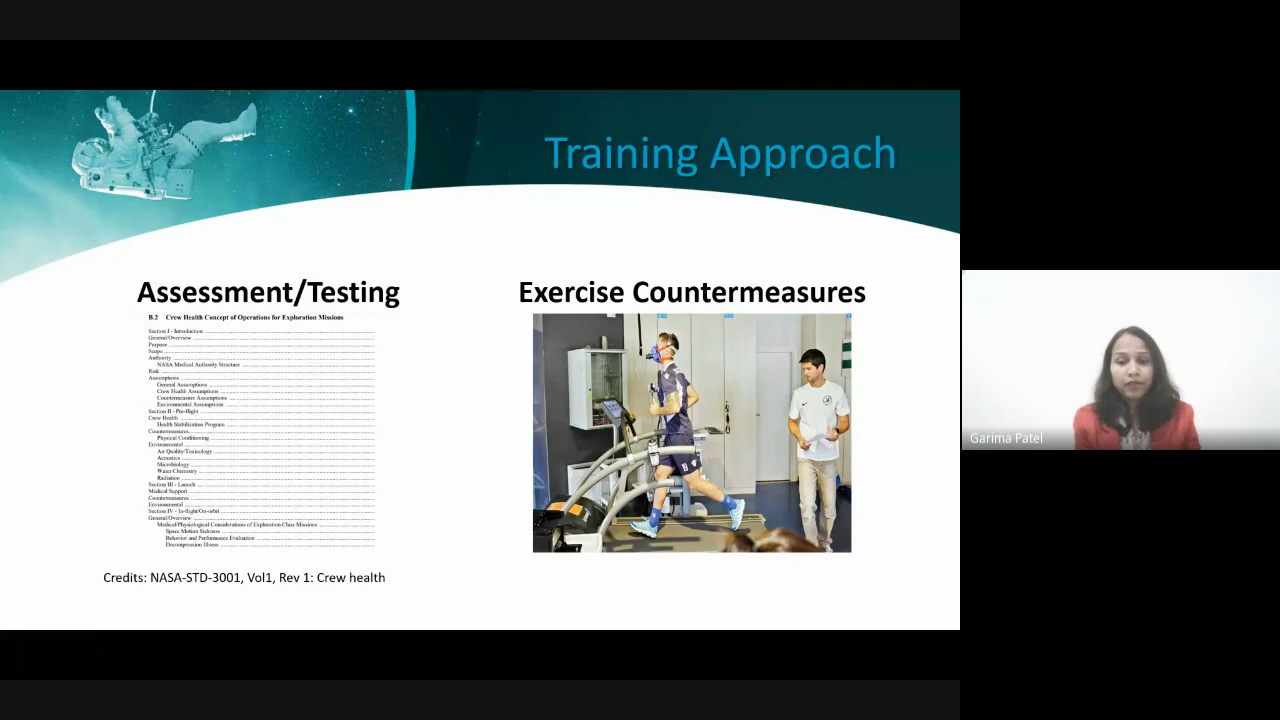 Training Approach
Assessment/Testing
B.2 Crew Health Concept of Operations for Exploration Missions
Section I - Introduction
General/Overview
Purpose
Scope
Authority
NASA Medical Authority Structure
Risk
Assumptions
General Assumptions
Crew Health Assumptions
Countermeasure Assumptions
Environmental Assumptions
Section II - Pre-flight
Crew Health
Health Stabilization Program
Countermeasures
Physical Conditioning
Environmental
Air Quality/Toxicology
Acoustics
Microbiology
Water Chemistry
Radiation
Section III - Launch
Medical Support
Countermeasures
Environmental
Section IV - In-flight/On-orbit
General/Overview
Medical/Physiological Considerations of Exploration Class Missions
Space Motion Sickness
Behavior and Performance Evaluation
Decompression Illness
Credits: NASA-STD-3001, Vol1, Rev 1: Crew health
Exercise Countermeasures
Garima Patel